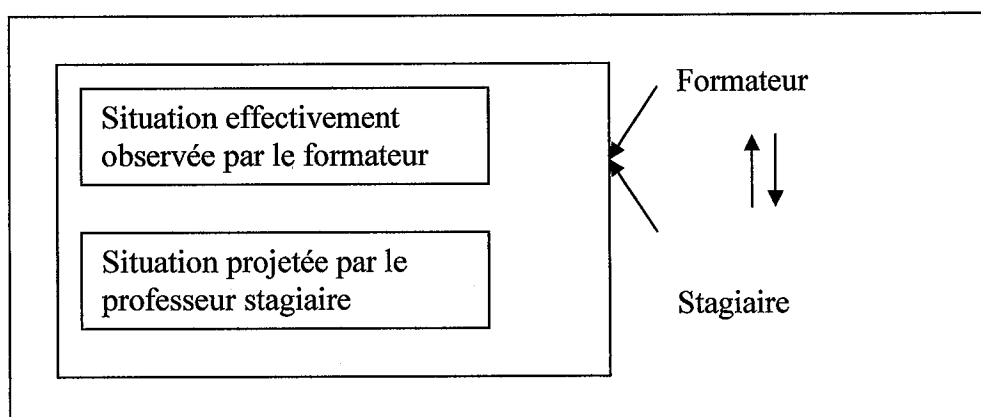 Situation effectivement
observée par le formateur
Situation projetée par le
professeur stagiaire
Formateur
Stagiaire